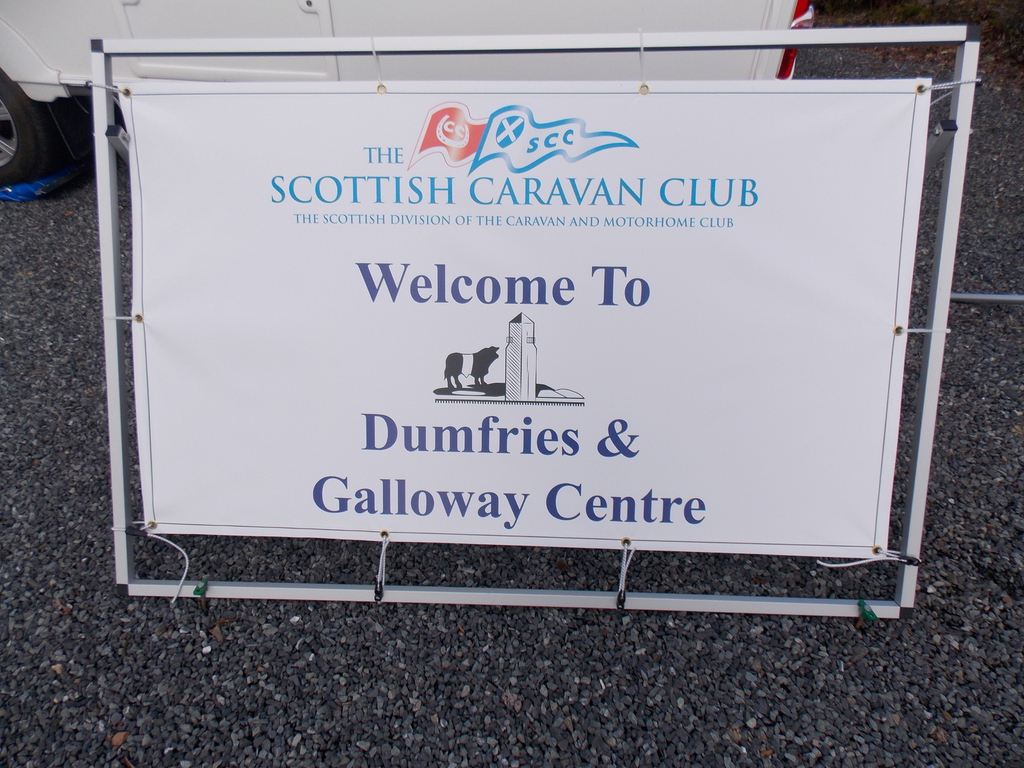 CC
SCC
THE
SCOTTISH CARAVAN CLUB
THE SCOTTISH DIVISION OF THE CARAVAN AND MOTORHOME CLUB
Welcome To
Dumfries &
Galloway Centre